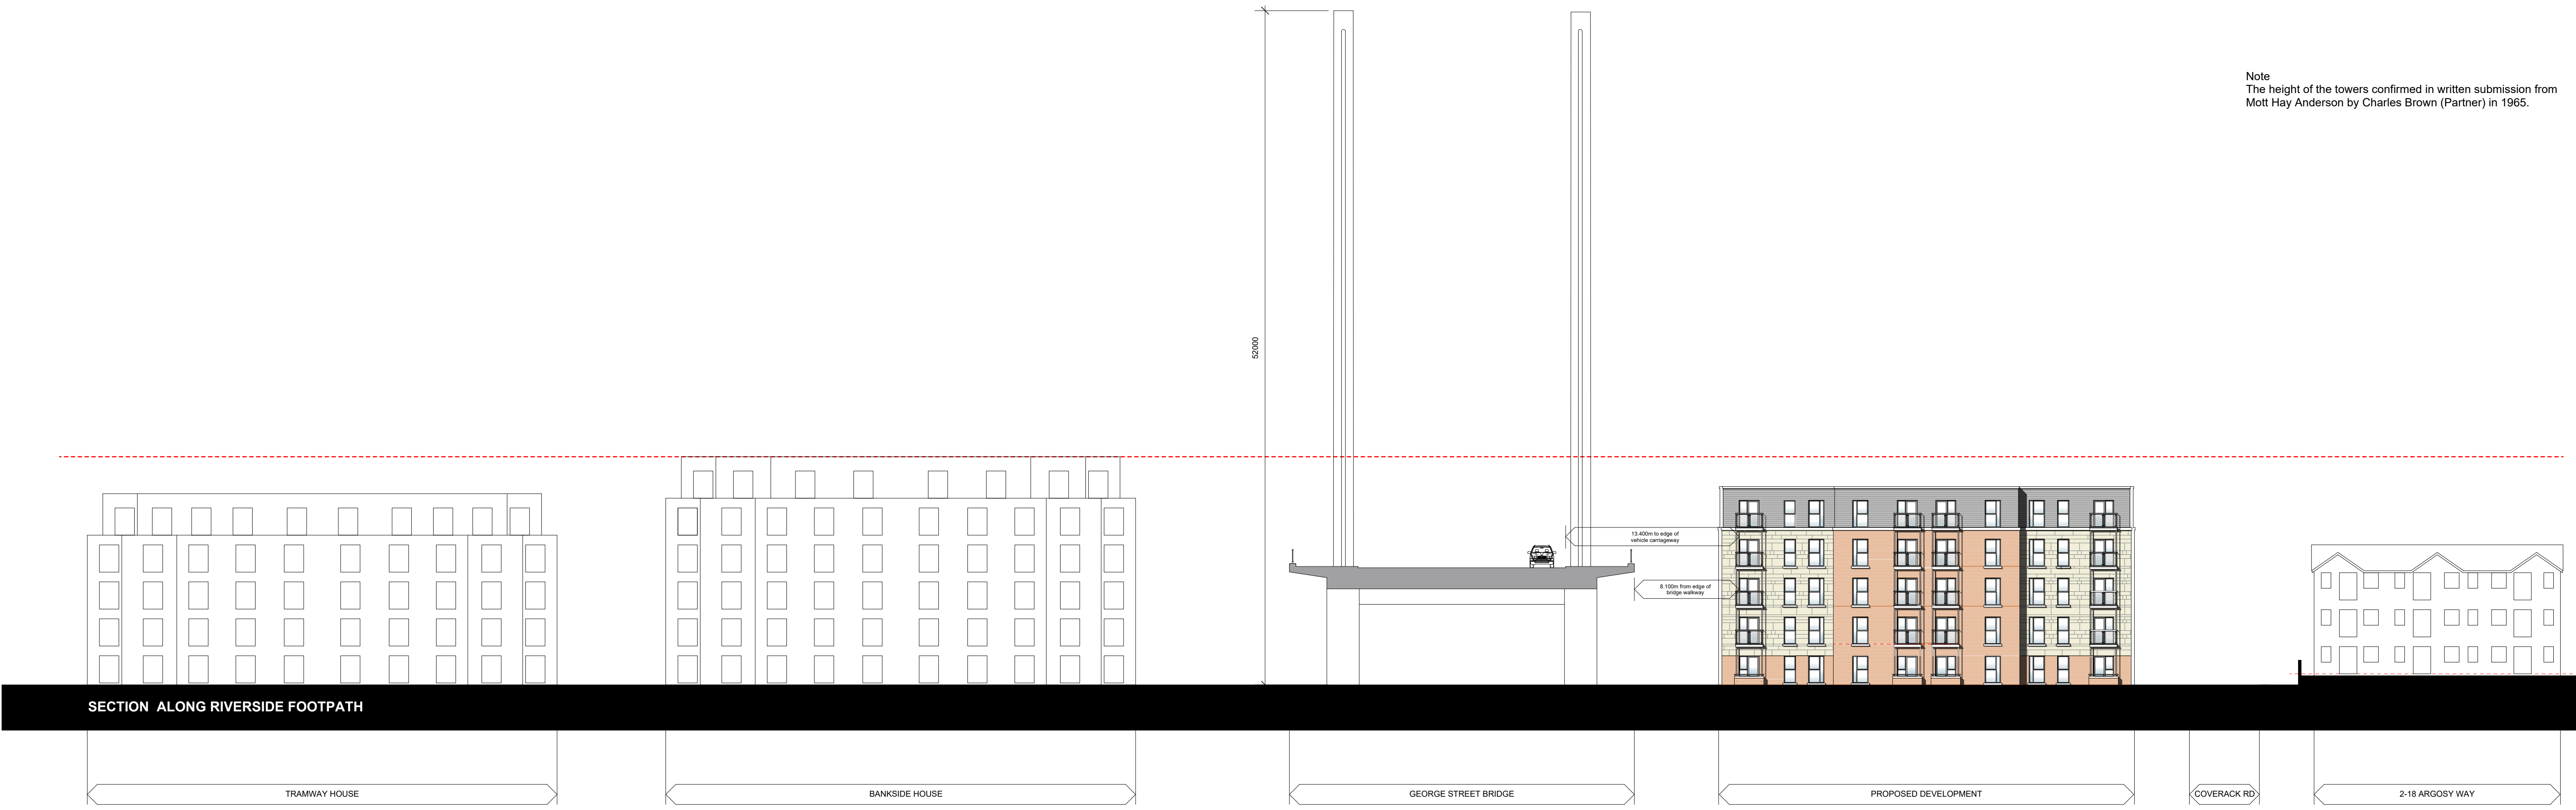 Note
The height of the towers confirmed in written submission from
Mott Hay Anderson by Charles Brown (Partner) in 1965.
52000
13.400m to edge of
vehicle carriageway
8.100m from edge of
bridge walkway
SECTION ALONG RIVERSIDE FOOTPATH
TRAMWAY HOUSE
BANKSIDE HOUSE
GEORGE STREET BRIDGE
PROPOSED DEVELOPMENT
COVERACK RD
2-18 ARGOSY WAY